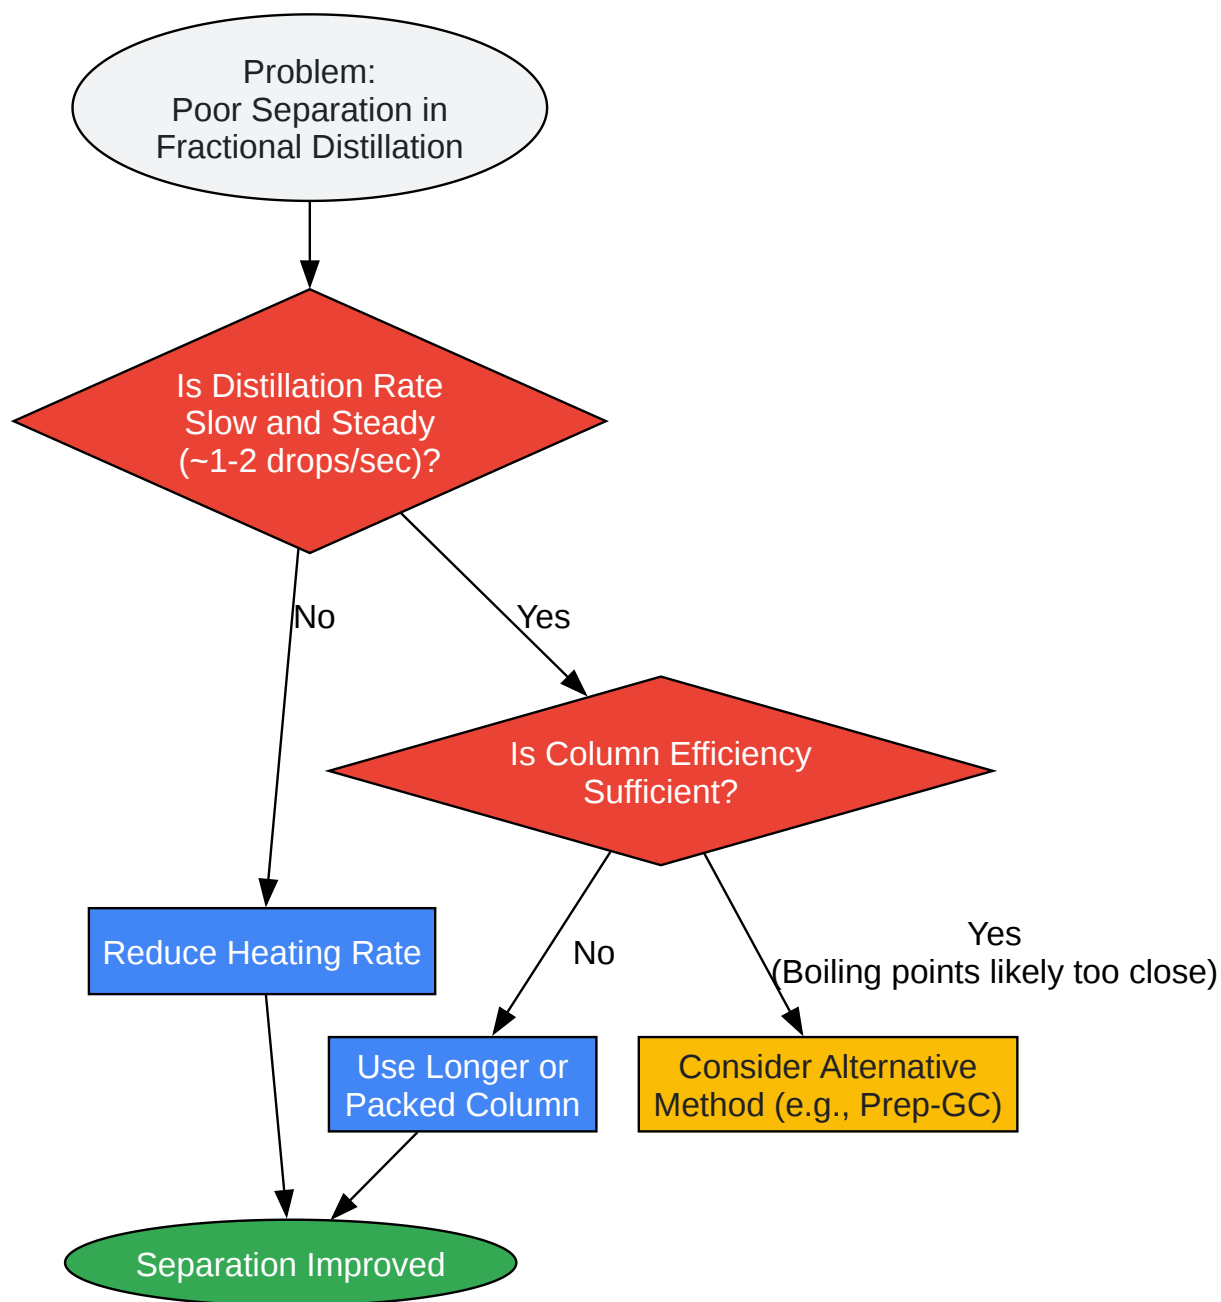 Problem:
Poor Separation in
Fractional Distillation
Is Distillation Rate
Slow and Steady
(~1-2 drops/sec)?
No
Yes
Is Column Efficiency
Sufficient?
Reduce Heating Rate
No
Yes
(Boiling points likely too close)
Use Longer or
Packed Column
Consider Alternative
Method (e.g., Prep-GC)
Separation Improved